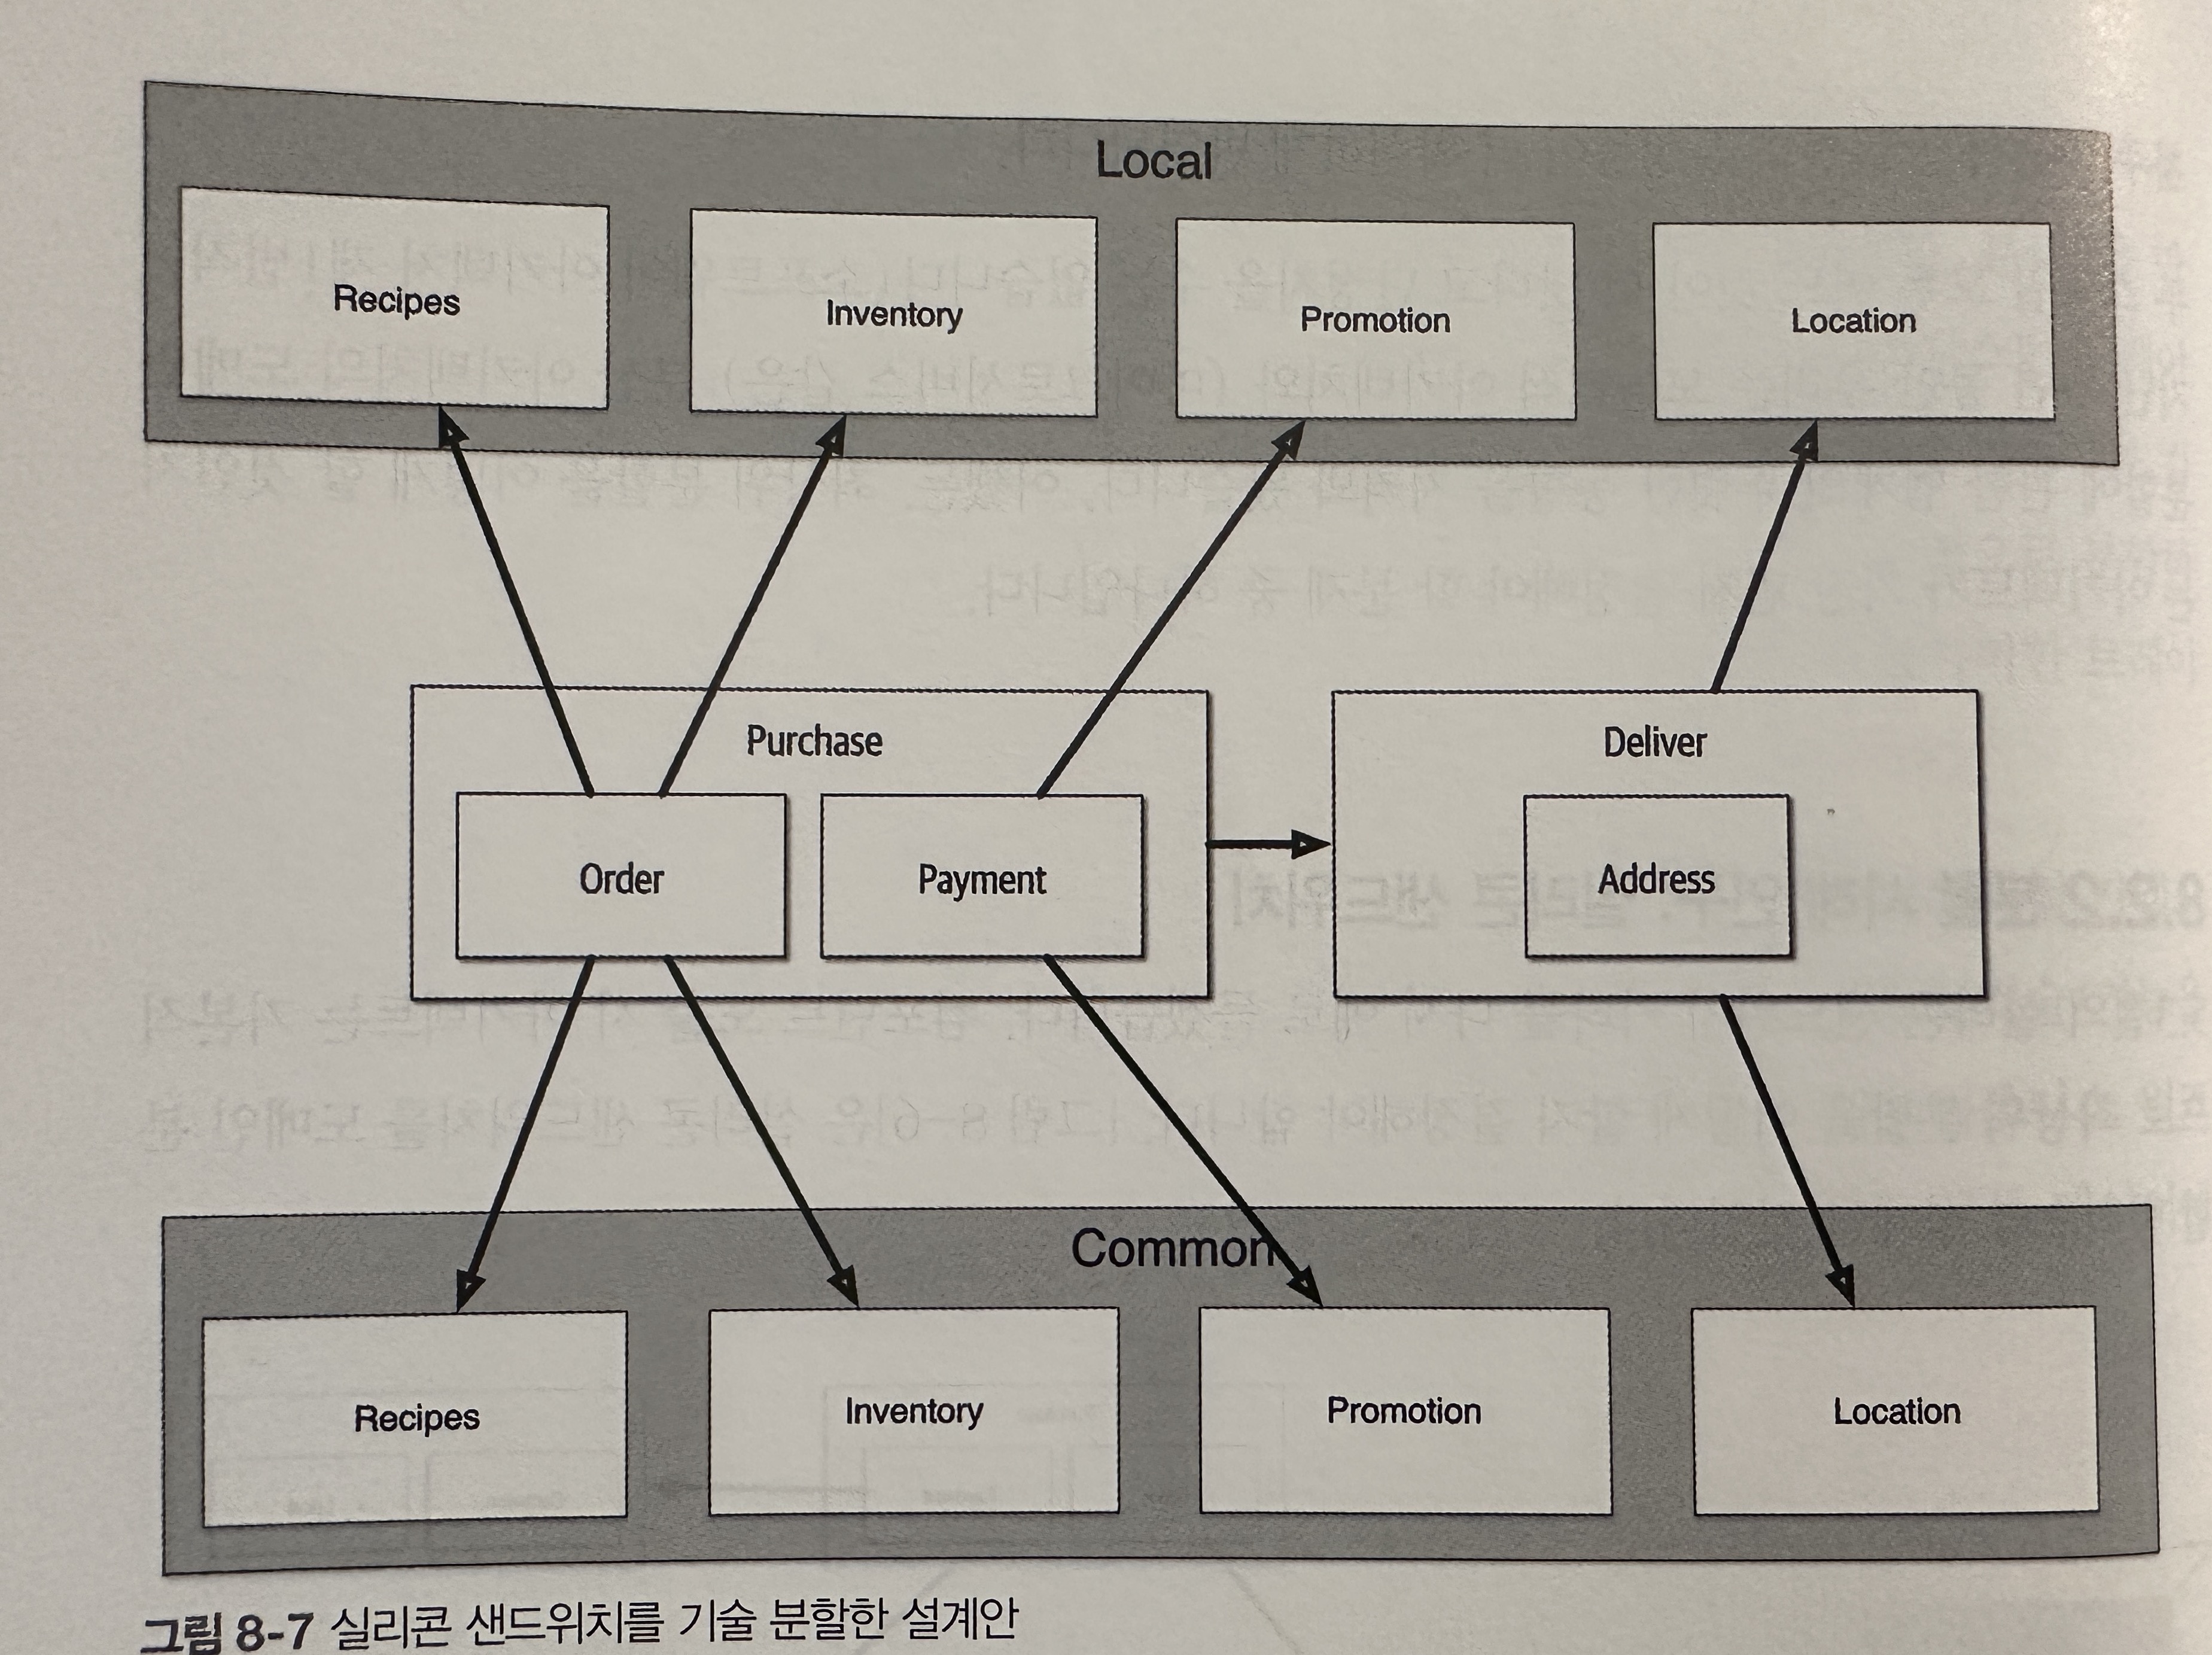 Local
Recipes
Inventory
Promotion
Location
Purchase
Deliver
Order
Payment
Address
Common
Recipes
Inventory
Promotion
Location
그림 8-7 실리콘 샌드위치를 기술 분할한 설계안